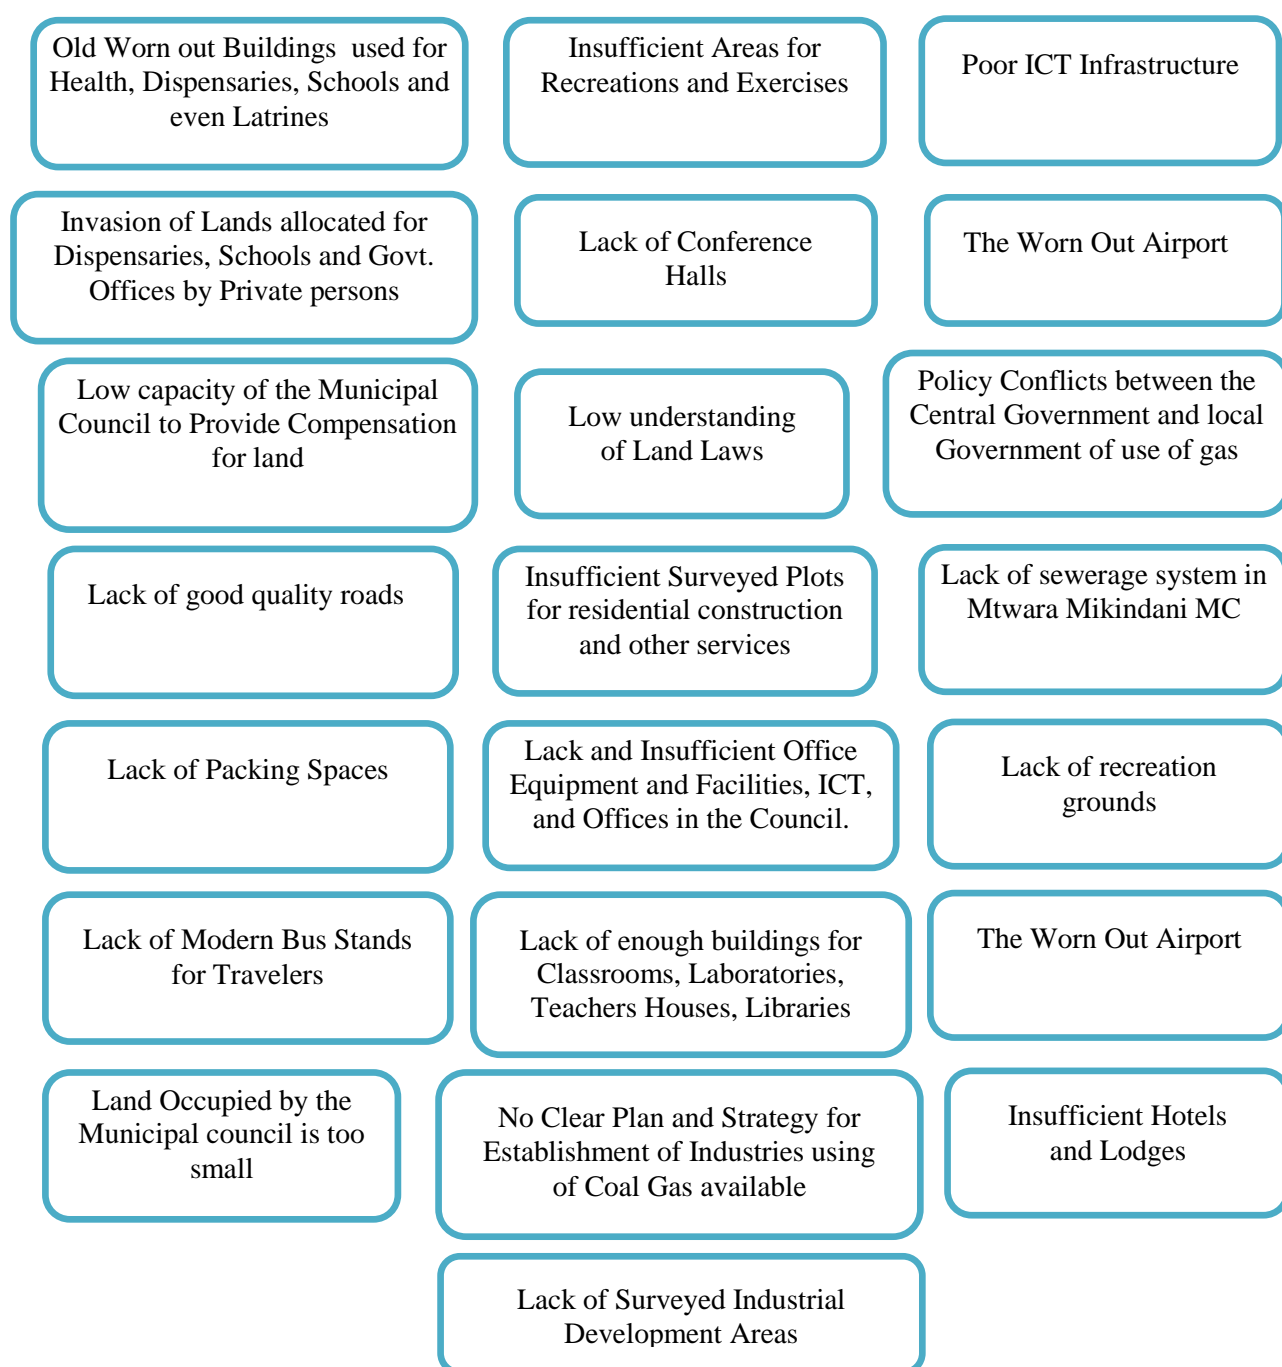 Old Worn out Buildings  used for
Health, Dispensaries, Schools and
even Latrines
Insufficient Areas for
Recreations and Exercises
Poor ICT Infrastructure
Invasion of Lands allocated for
Dispensaries, Schools and Govt.
Offices by Private persons
Lack of Conference
Halls
The Worn Out Airport
Low capacity of the Municipal
Council to Provide Compensation
for land
Low understanding
of Land Laws
Policy Conflicts between the
Central Government and local
Government of use of gas
Lack of good quality roads
Insufficient Surveyed Plots
for residential construction
and other services
Lack of sewerage system in
Mtwara Mikindani MC
Lack of Packing Spaces
Lack and Insufficient Office
Equipment and Facilities, ICT,
and Offices in the Council.
Lack of recreation
grounds
Lack of Modern Bus Stands
for Travelers
Lack of enough buildings for
Classrooms, Laboratories,
Teachers Houses, Libraries
The Worn Out Airport
Land Occupied by the
Municipal council is too
small
No Clear Plan and Strategy for
Establishment of Industries using
of Coal Gas available
Insufficient Hotels
and Lodges
Lack of Surveyed Industrial
Development Areas